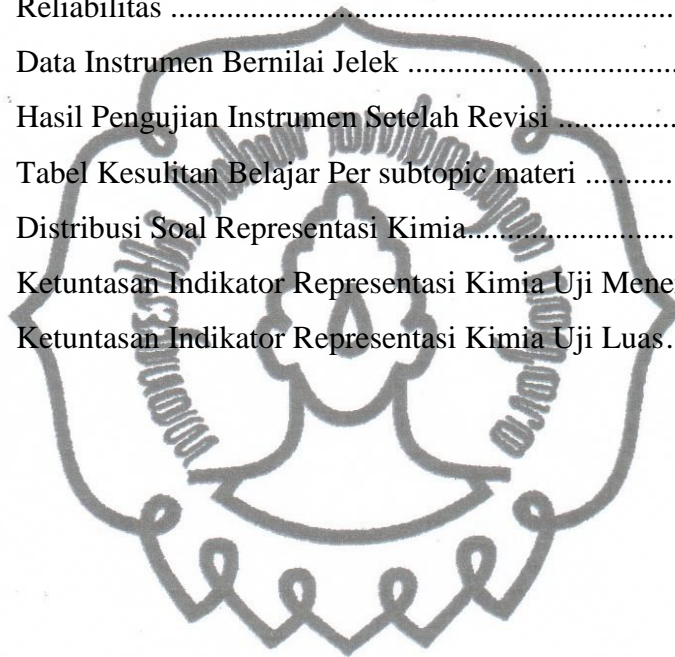 Reliabilitas ................................................................
Data Instrumen Bernilai Jelek ..................................
Hasil Pengujian Instrumen Setelah Revisi ...............
Tabel Kesulitan Belajar Per subtopic materi ...........
Distribusi Soal Representasi Kimia..........................
Ketuntasan Indikator Representasi Kimia Uji Mene
Ketuntasan Indikator Representasi Kimia Uji Luas.